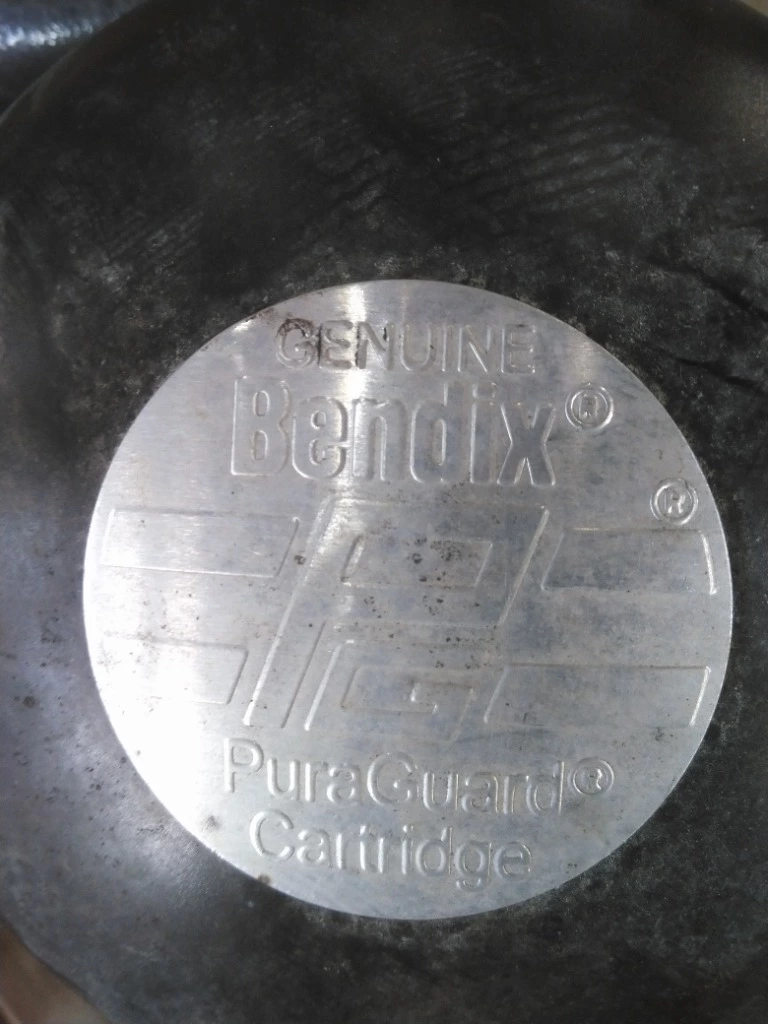 GENUINE
Bendix®
®
PuraGuard®
Cartridge